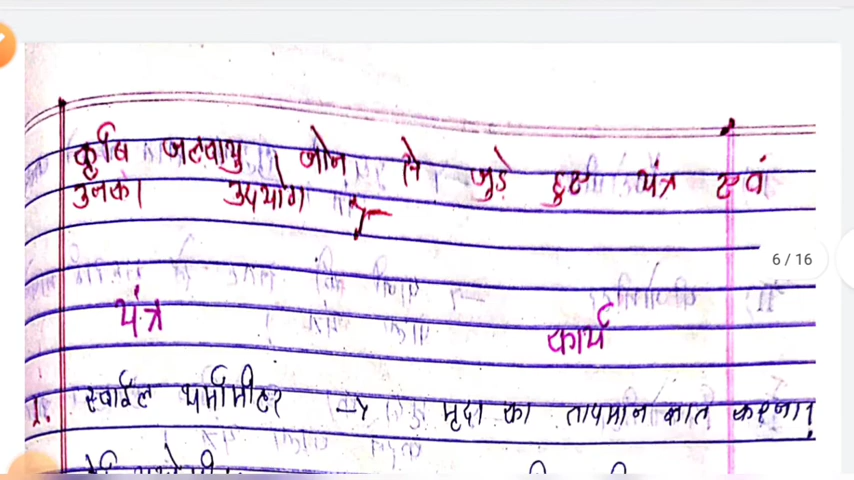 कृषि जलवायु जोन से जुड़े हुए यंत्र एवं
उनका उपयोग :-
6 / 16
यंत्र
कार्य
1. स्वाईल थर्मामीटर → मृदा का तापमान ज्ञात करना।